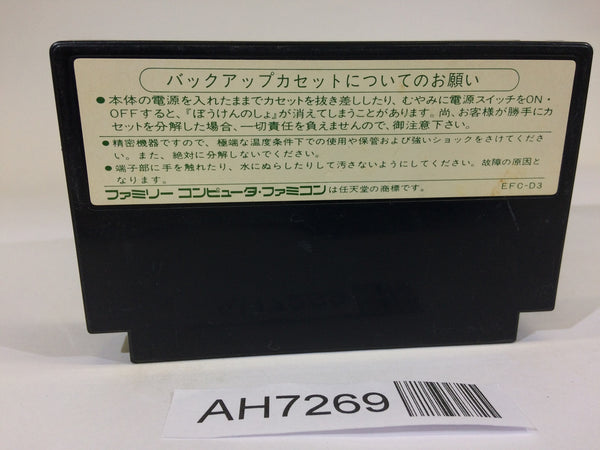 バックアップカセットについてのお願い
●本体の電源を入れたままでカセットを抜き差ししたり、むやみに電源スイッチをON・
OFFすると、『ぼうけんのしょ』が消えてしまうことがあります。尚、お客様が勝手にカ
セットを分解した場合、一切責任を負えませんので、御注意下さい。
●精密機器ですので、極端な温度条件下での使用や保管および強いショックをさけてくださ
い。また、絶対に分解しないでください。
●端子部に手を触れたり、水にぬらしたりして汚さないようにしてください。故障の原因と
なります。
ファミリー コンピュータ・ファミコンは任天堂の商標です。 EFC-D3
AH7269